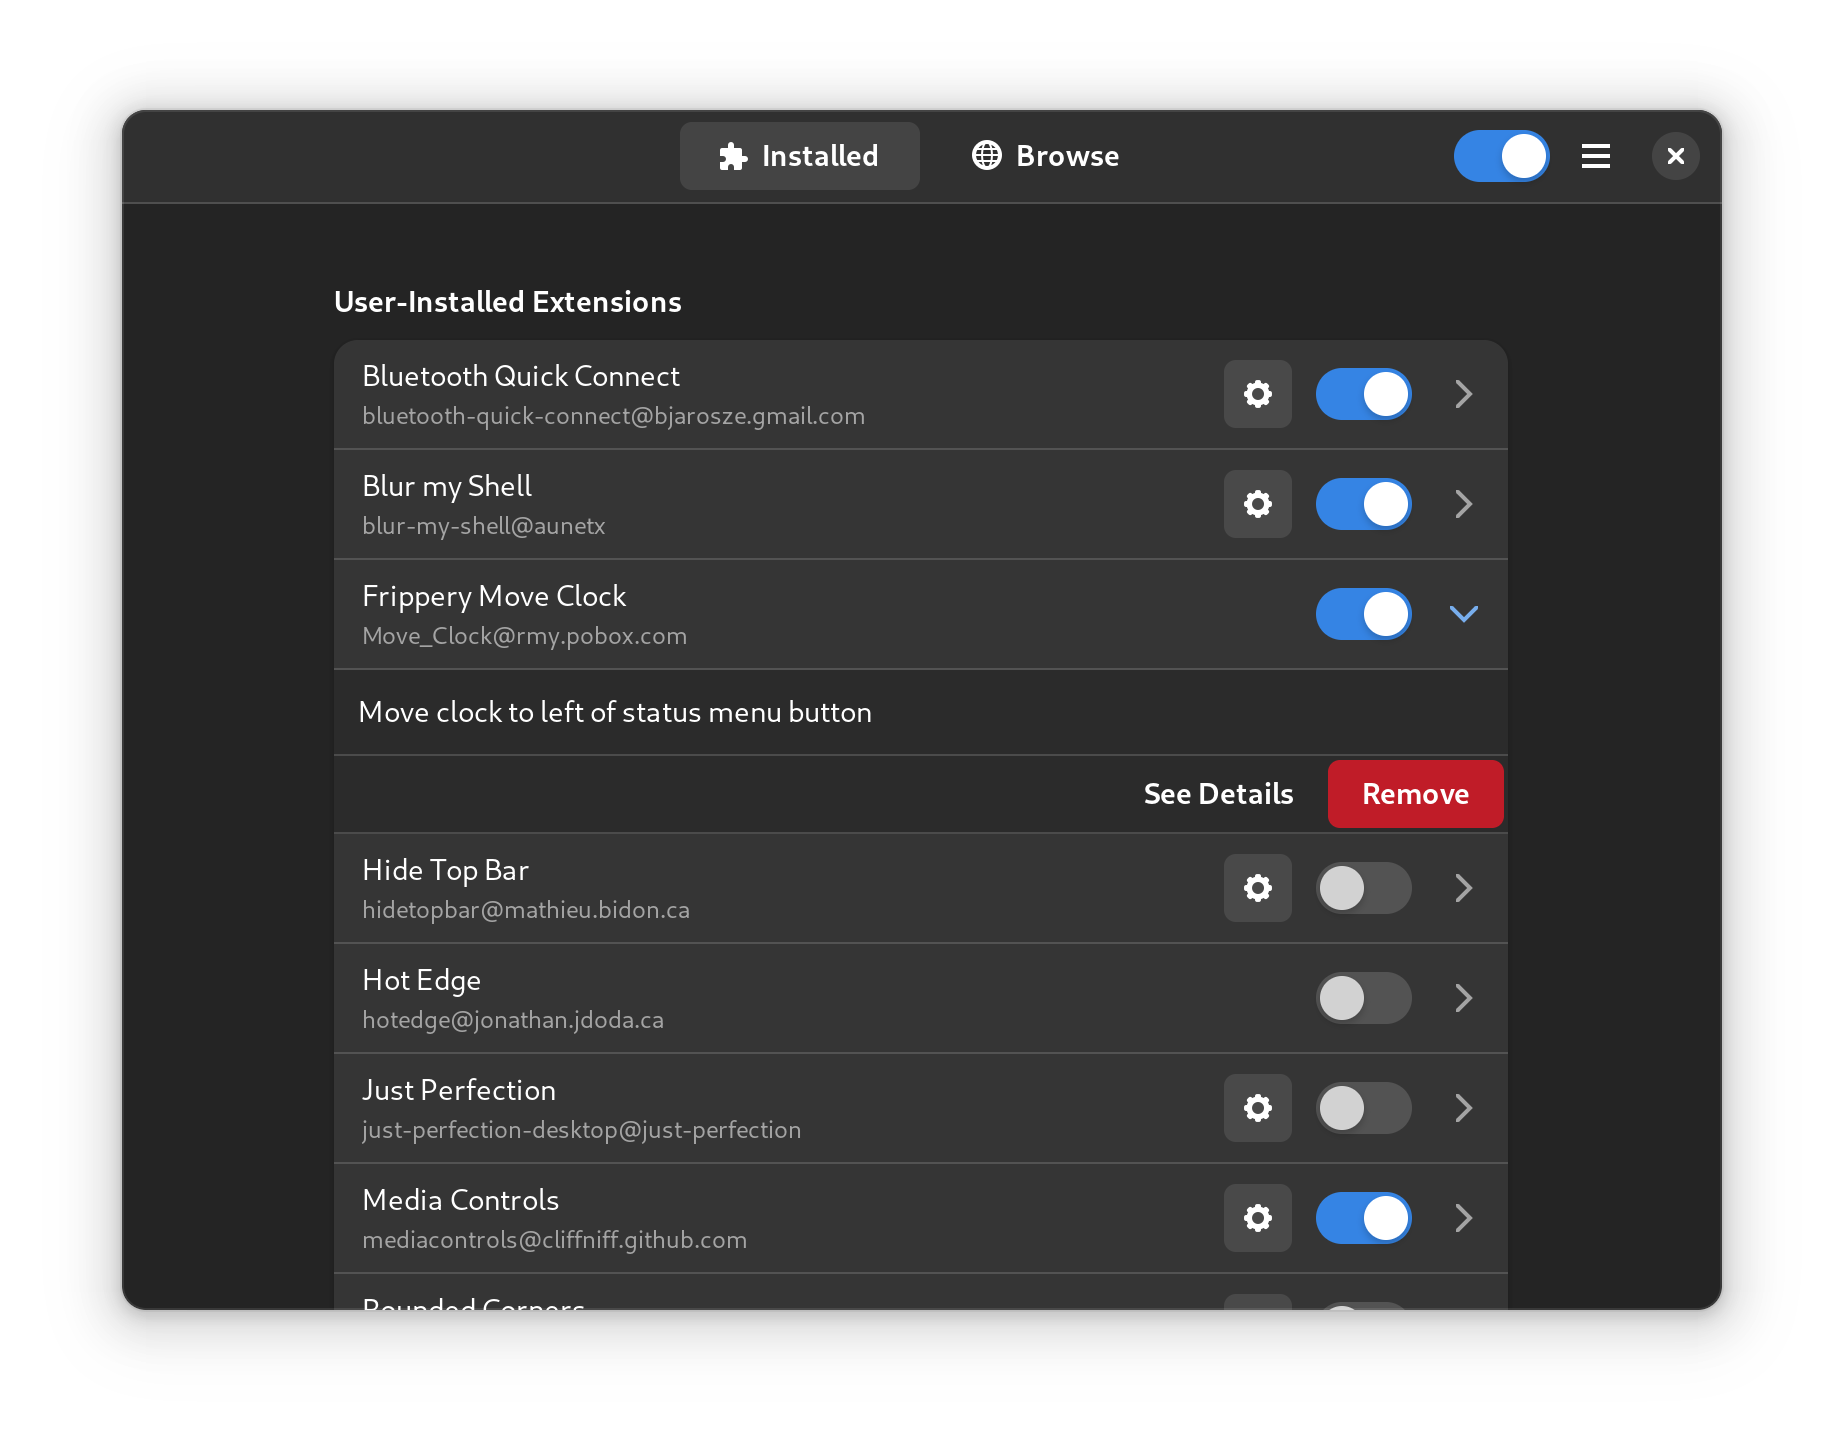 Installed
Browse
User-Installed Extensions
Bluetooth Quick Connect
bluetooth-quick-connect@bjarosze.gmail.com
Blur my Shell
blur-my-shell@aunetx
Frippery Move Clock
Move_Clock@rmy.pobox.com
Move clock to left of status menu button
See Details
Remove
Hide Top Bar
hidetopbar@mathieu.bidon.ca
Hot Edge
hotedge@jonathan.jdoda.ca
Just Perfection
just-perfection-desktop@just-perfection
Media Controls
mediacontrols@cliffniff.github.com
Rounded Corners